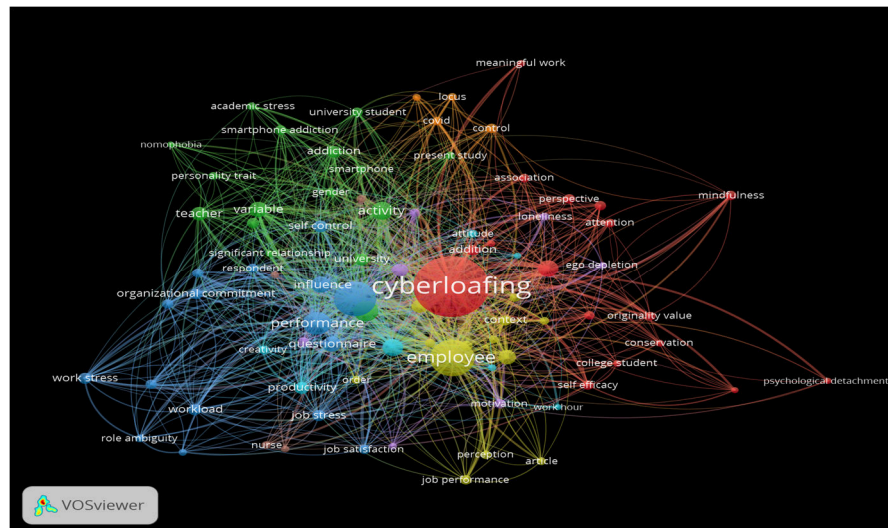 meaningful work
locus
academic stress
university student
covid
control
smartphone addiction
nomophobia
addiction
present study
smartphone
personality trait
association
gender
mindfulness
perspective
teacher
variable
activity
loneliness
attention
self control
attitude
addition
significant relationship
university
respondent
ego depletion
influence
cyberloafing
organizational commitment
originality value
performance
context
questionnaire
conservation
creativity
employee
college student
work stress
order
psychological detachment
productivity
self efficacy
workload
motivation
work hour
job stress
role ambiguity
nurse
job satisfaction
perception
article
job performance
VOSviewer